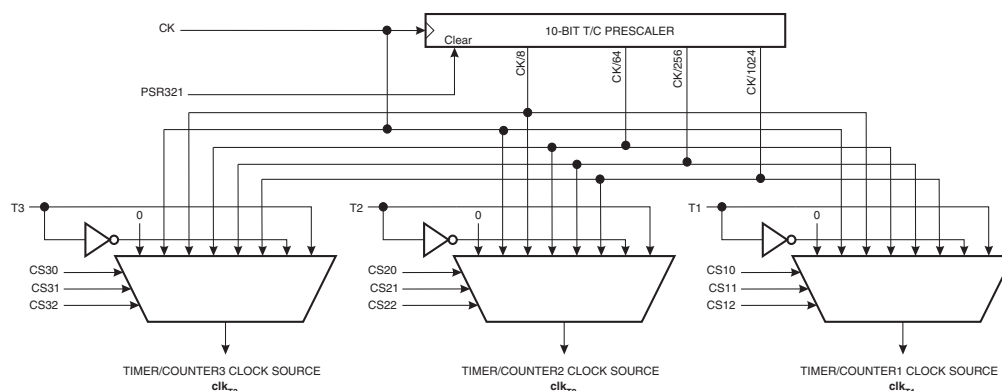 CK
10-BIT T/C PRESCALER
Clear
CK/8
CK/64
CK/256
CK/1024
PSR321
T3
0
T2
0
T1
0
CS30
CS31
CS32
CS20
CS21
CS22
CS10
CS11
CS12
TIMER/COUNTER3 CLOCK SOURCE
TIMER/COUNTER2 CLOCK SOURCE
TIMER/COUNTER1 CLOCK SOURCE